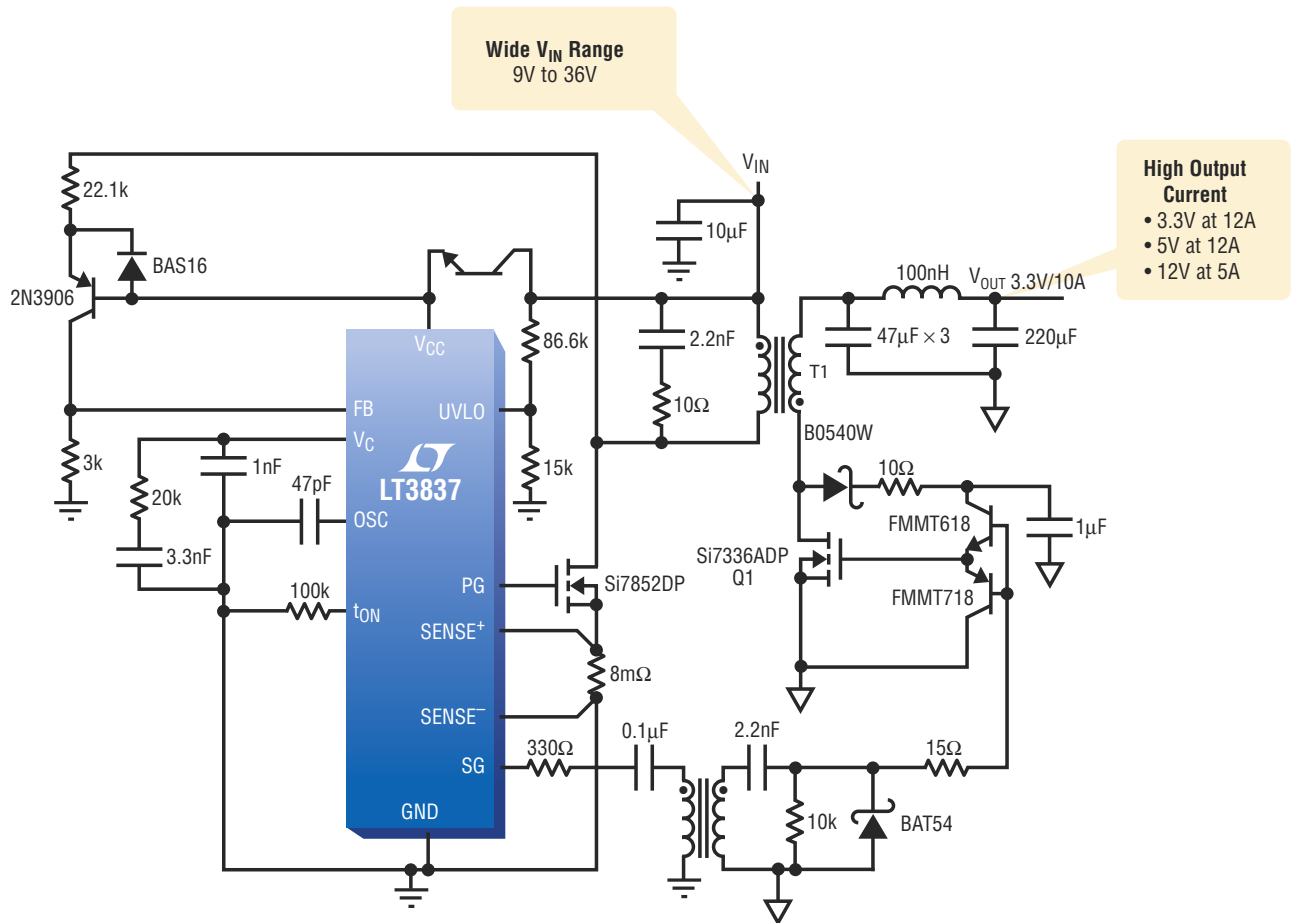 Wide VIN Range
9V to 36V
VIN
High Output
Current
• 3.3V at 12A
• 5V at 12A
• 12V at 5A
22.1k
BAS16
2N3906
10µF
100nH
VOUT 3.3V/10A
VCC
86.6k
2.2nF
T1
47µF × 3
220µF
10Ω
FB
UVLO
VC
B0540W
3k
1nF
15k
20k
47pF
LT3837
10Ω
OSC
FMMT618
1µF
3.3nF
Si7336ADP
Q1
PG
Si7852DP
FMMT718
100k
tON
SENSE+
8mΩ
SENSE–
0.1µF
2.2nF
330Ω
15Ω
SG
GND
10k
BAT54